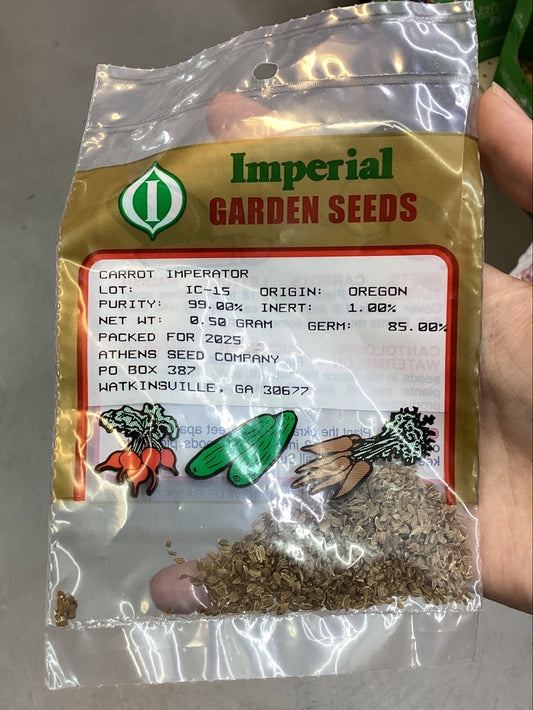 I
Imperial
GARDEN SEEDS
CARROT IMPERATOR
LOT: IC-15 ORIGIN: OREGON
PURITY: 99.00% INERT: 1.00%
NET WT: 0.50 GRAM GERM: 85.00%
PACKED FOR 2025
ATHENS SEED COMPANY
PO BOX 387
WATKINSVILLE, GA 30677